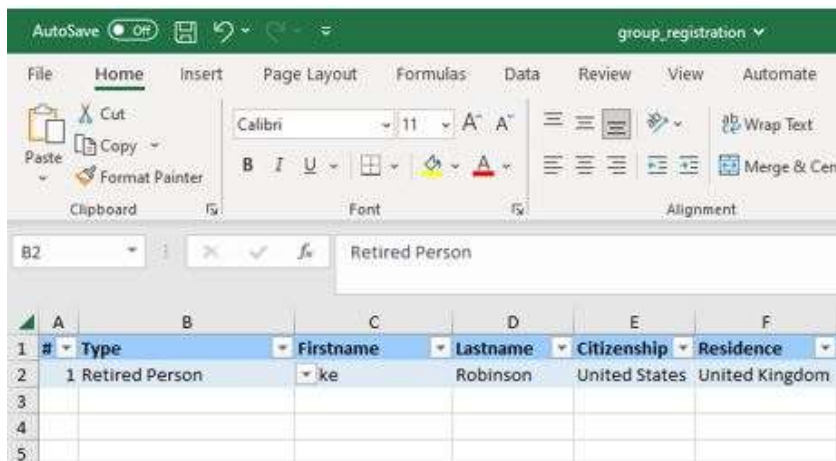 AutoSave Off group_registration
File Home Insert Page Layout Formulas Data Review View Automate
Cut
Copy
Format Painter
Paste
Calibri 11 A^ A˅
B I U A
ab Wrap Text
Merge & Cen
Clipboard Font Alignment
B2 fx Retired Person
A B C D E F
1 # Type Firstname Lastname Citizenship Residence
2 1 Retired Person ke Robinson United States United Kingdom
3
4
5